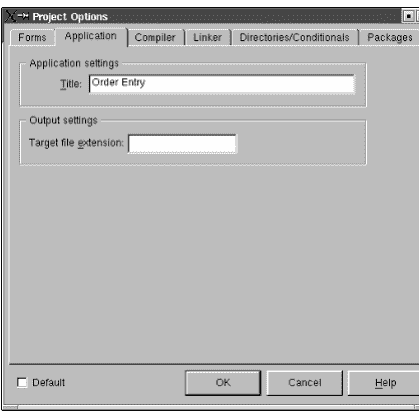 Project Options
Forms Application Compiler Linker Directories/Conditionals Packages
Application settings
Title: Order Entry
Output settings
Target file extension:
Default OK Cancel Help